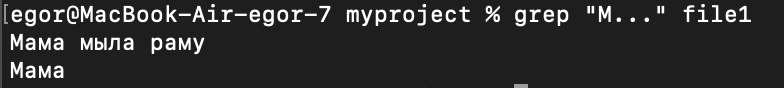 [egor@MacBook-Air-egor-7 myproject % grep "М..." file1
Мама мыла раму
Мама